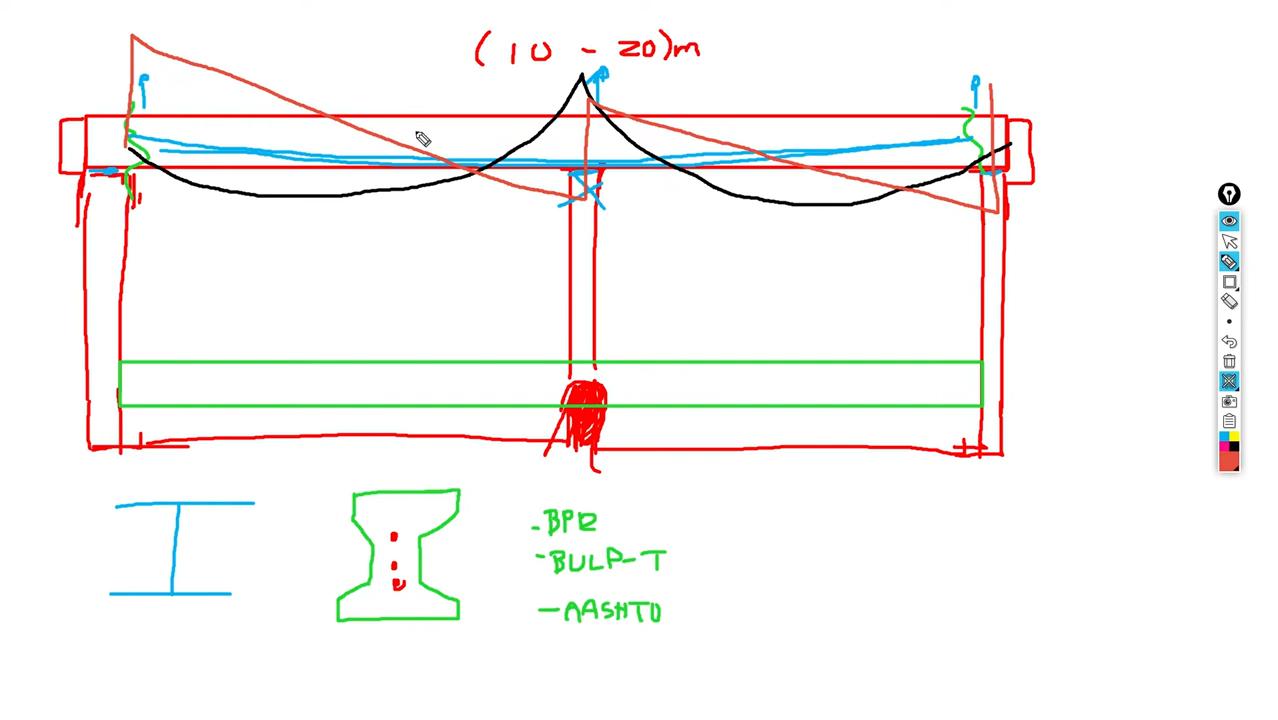 (10 - 20)m
P
P
P
- BPR
- BULP-T
- AASHTO